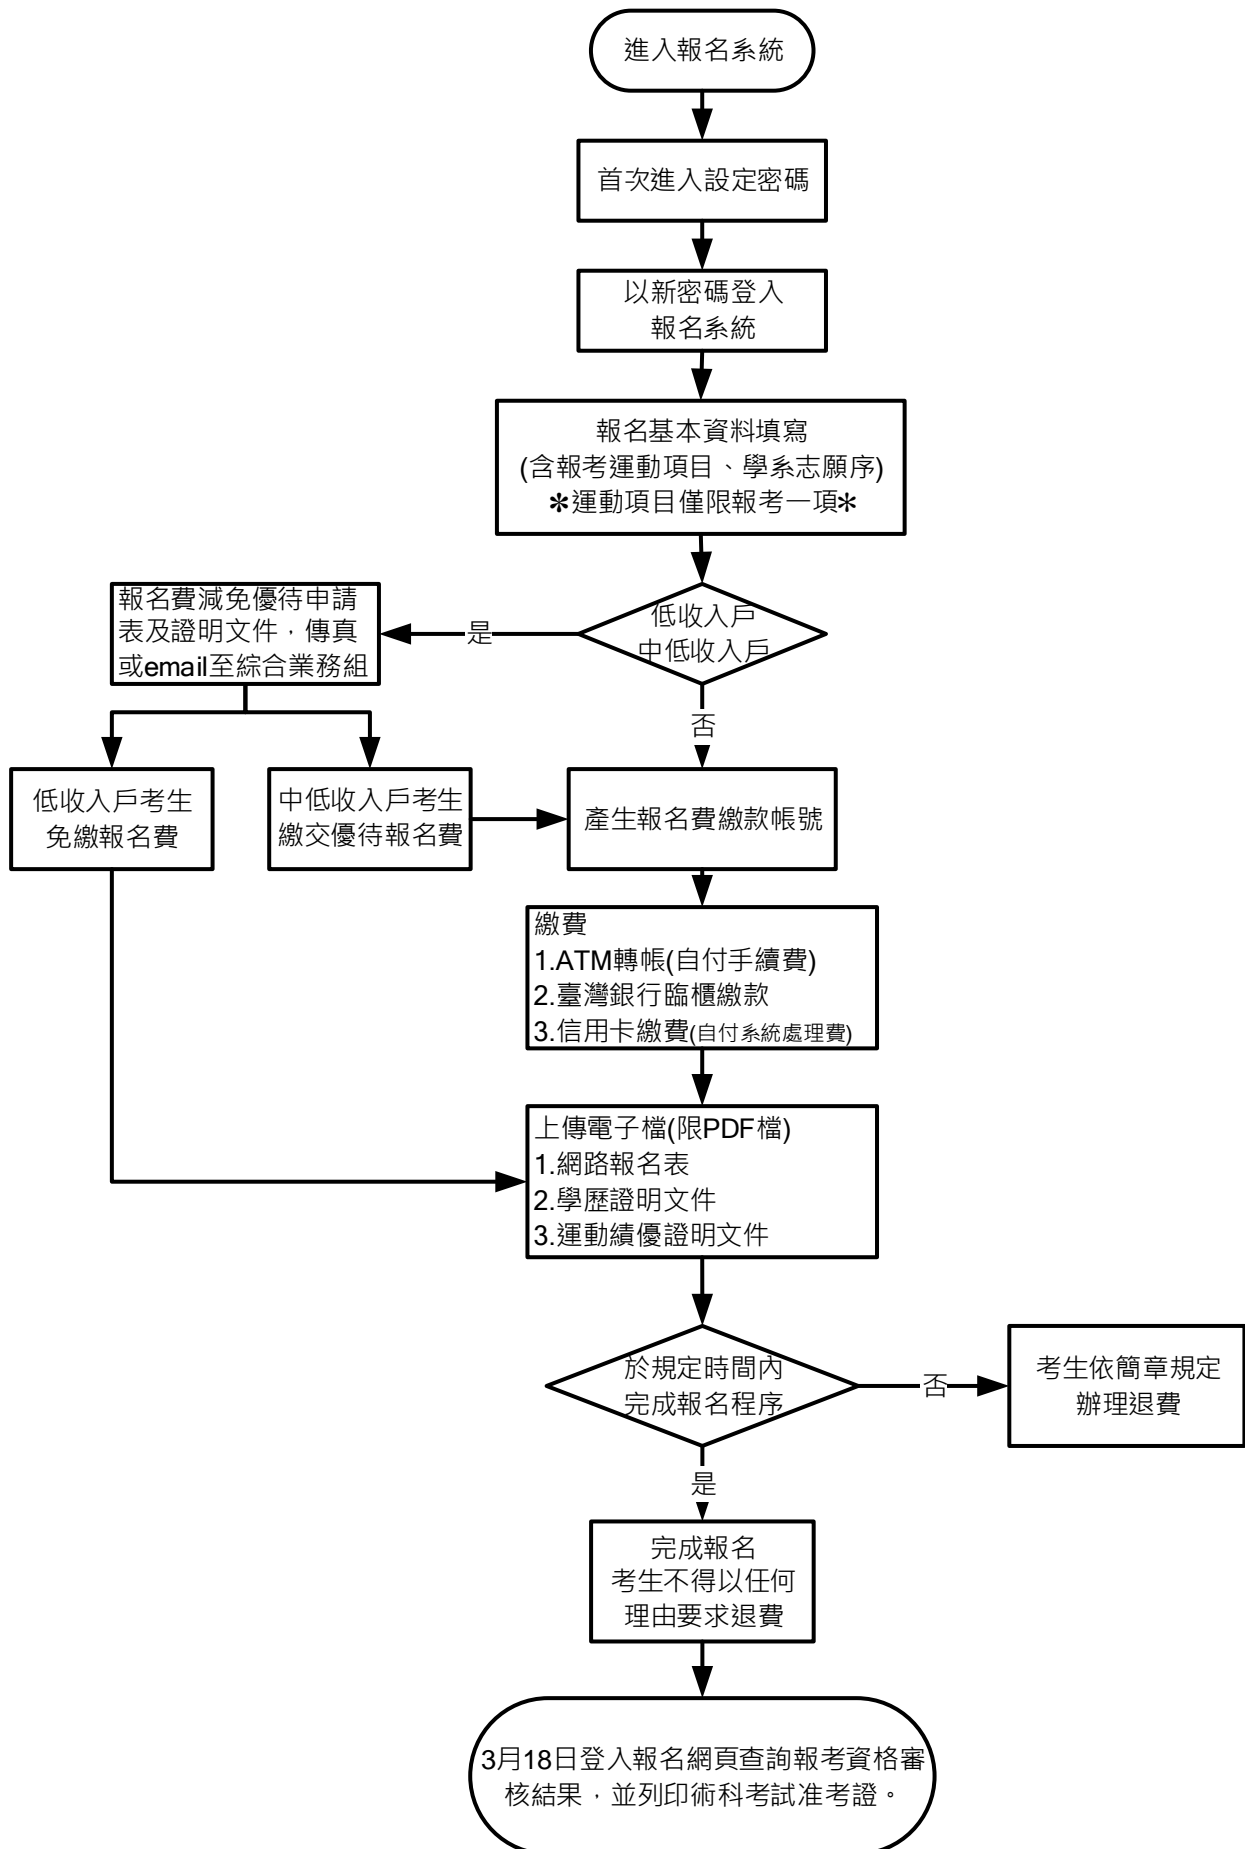 進入報名系統
首次進入設定密碼
以新密碼登入
報名系統
報名基本資料填寫
(含報考運動項目、學系志願序)
✻運動項目僅限報考一項✻
低收入戶
中低收入戶
是
報名費減免優待申請
表及證明文件，傳真
或email至綜合業務組
否
低收入戶考生
免繳報名費
中低收入戶考生
繳交優待報名費
產生報名費繳款帳號
繳費
1.ATM轉帳(自付手續費)
2.臺灣銀行臨櫃繳款
3.信用卡繳費(自付系統處理費)
上傳電子檔(限PDF檔)
1.網路報名表
2.學歷證明文件
3.運動績優證明文件
於規定時間內
完成報名程序
否
考生依簡章規定
辦理退費
是
完成報名
考生不得以任何
理由要求退費
3月18日登入報名網頁查詢報考資格審
核結果，並列印術科考試准考證。